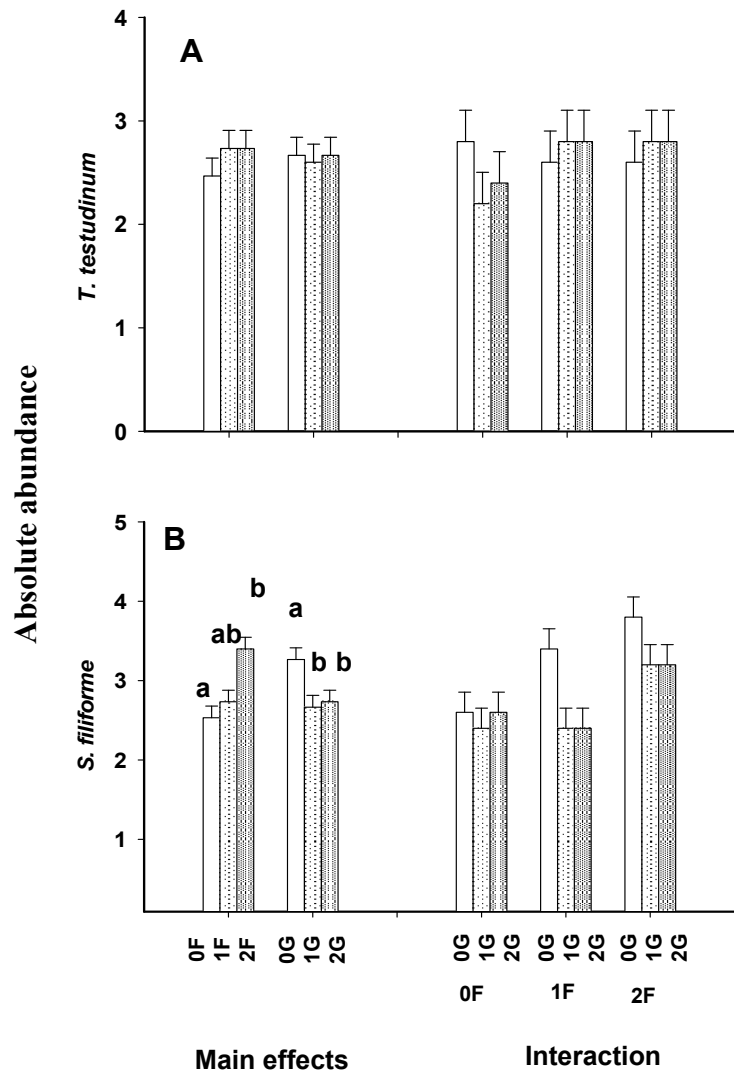 Absolute abundance
A
T. testudinum
4
3
2
1
0
B
S. filiforme
5
4
3
2
1
a
ab
b
a
b b
0F 1F 2F 0G 1G 2G 0G 1G 2G 0G 1G 2G 0G 1G 2G
0F 1F 2F
Main effects Interaction